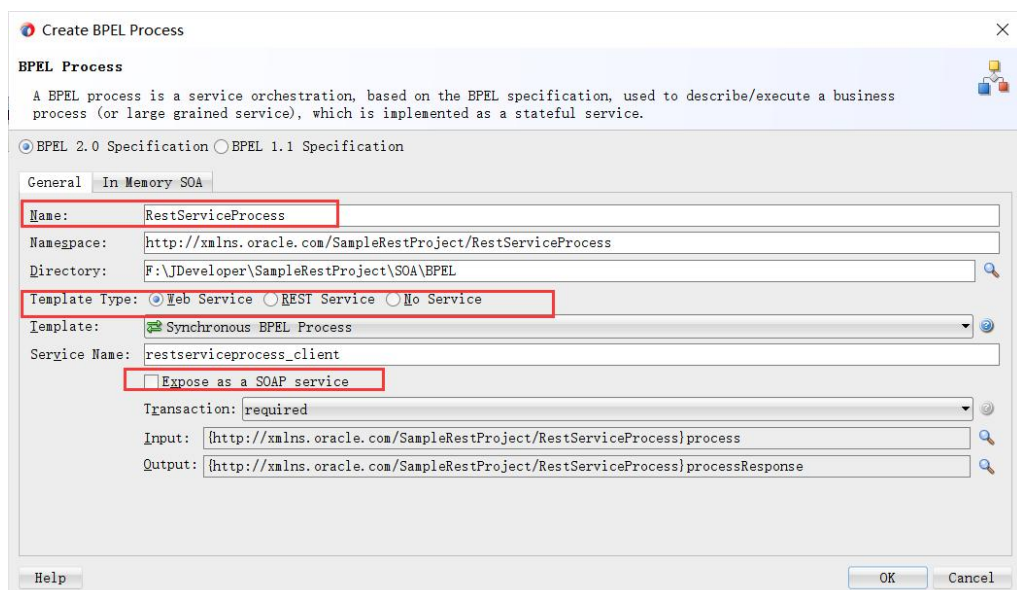 Create BPEL Process
BPEL Process
A BPEL process is a service orchestration, based on the BPEL specification, used to describe/execute a business
process (or large grained service), which is implemented as a stateful service.
BPEL 2.0 Specification BPEL 1.1 Specification
General In Memory SOA
Name: RestServiceProcess
Namespace: http://xmlns.oracle.com/SampleRestProject/RestServiceProcess
Directory: F:\JDeveloper\SampleRestProject\SOA\BPEL
Template Type: Web Service REST Service No Service
Template: Synchronous BPEL Process
Service Name: restserviceprocess_client
Expose as a SOAP service
Transaction: required
Input: {http://xmlns.oracle.com/SampleRestProject/RestServiceProcess}process
Output: {http://xmlns.oracle.com/SampleRestProject/RestServiceProcess}processResponse
Help OK Cancel